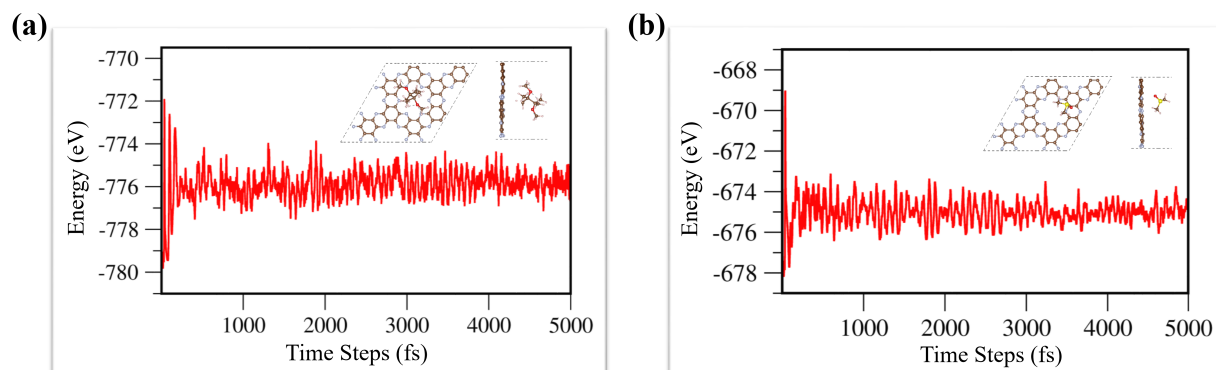 (a)
-770
-772
-774
-776
-778
-780
Energy (eV)
1000 2000 3000 4000 5000
Time Steps (fs)
(b)
-668
-670
-672
-674
-676
-678
Energy (eV)
1000 2000 3000 4000 5000
Time Steps (fs)